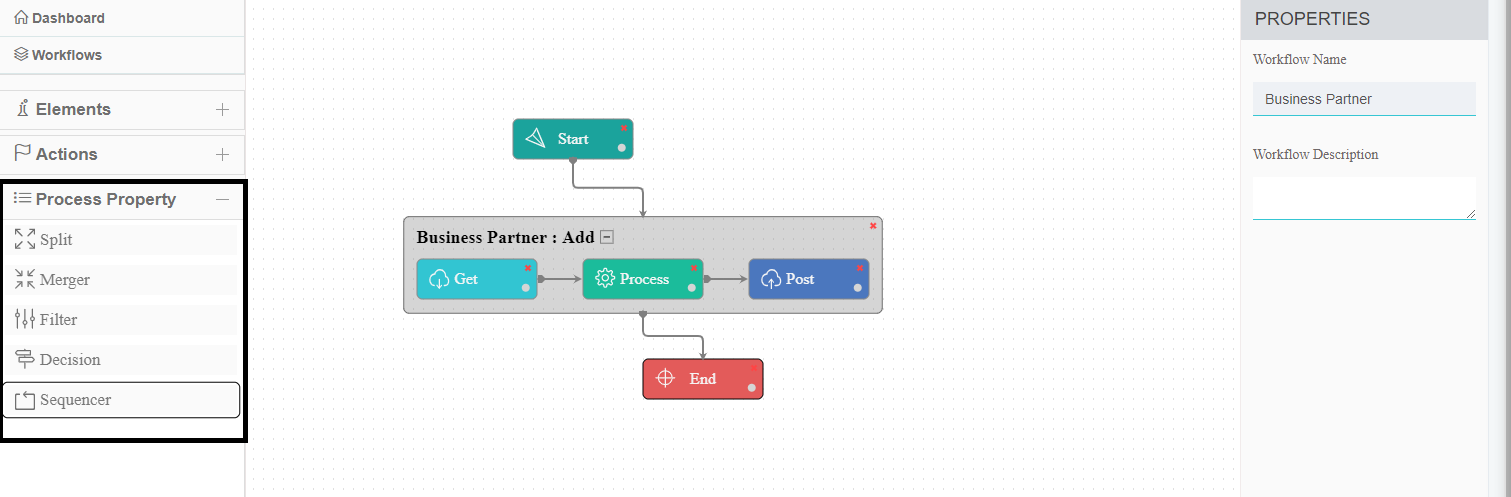 Dashboard
Workflows
Elements
Actions
Process Property
Split
Merger
Filter
Decision
Sequencer
Start
Business Partner : Add
Get
Process
Post
End
PROPERTIES
Workflow Name
Business Partner
Workflow Description